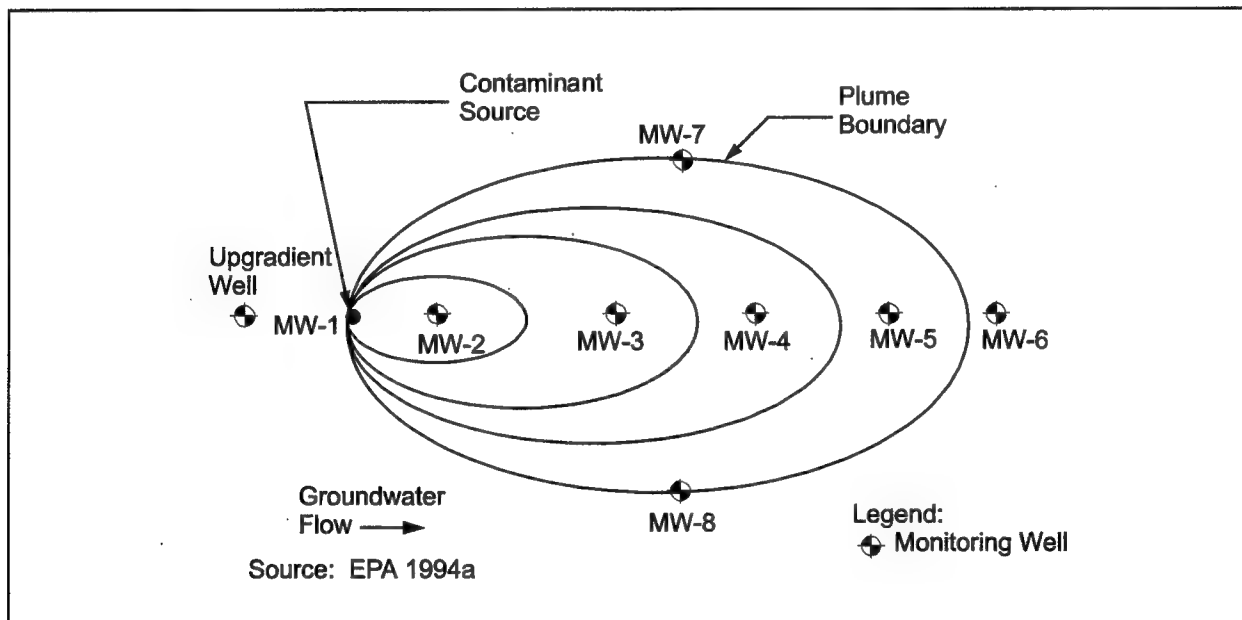 Contaminant
Source
Plume
Boundary
MW-7
Upgradient
Well
MW-1
MW-2
MW-3
MW-4
MW-5
MW-6
MW-8
Groundwater
Flow
Legend:
Monitoring Well
Source: EPA 1994a